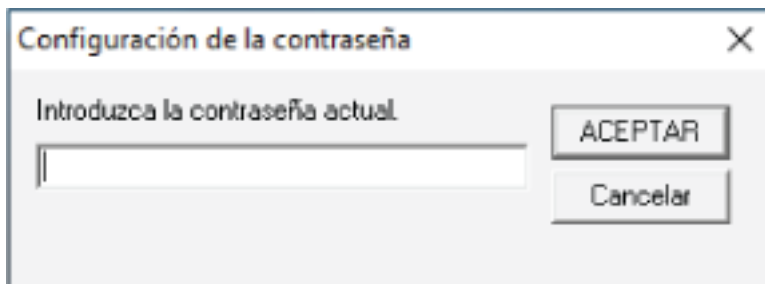 Configuración de la contraseña
Introduzca la contraseña actual.
ACEPTAR
Cancelar